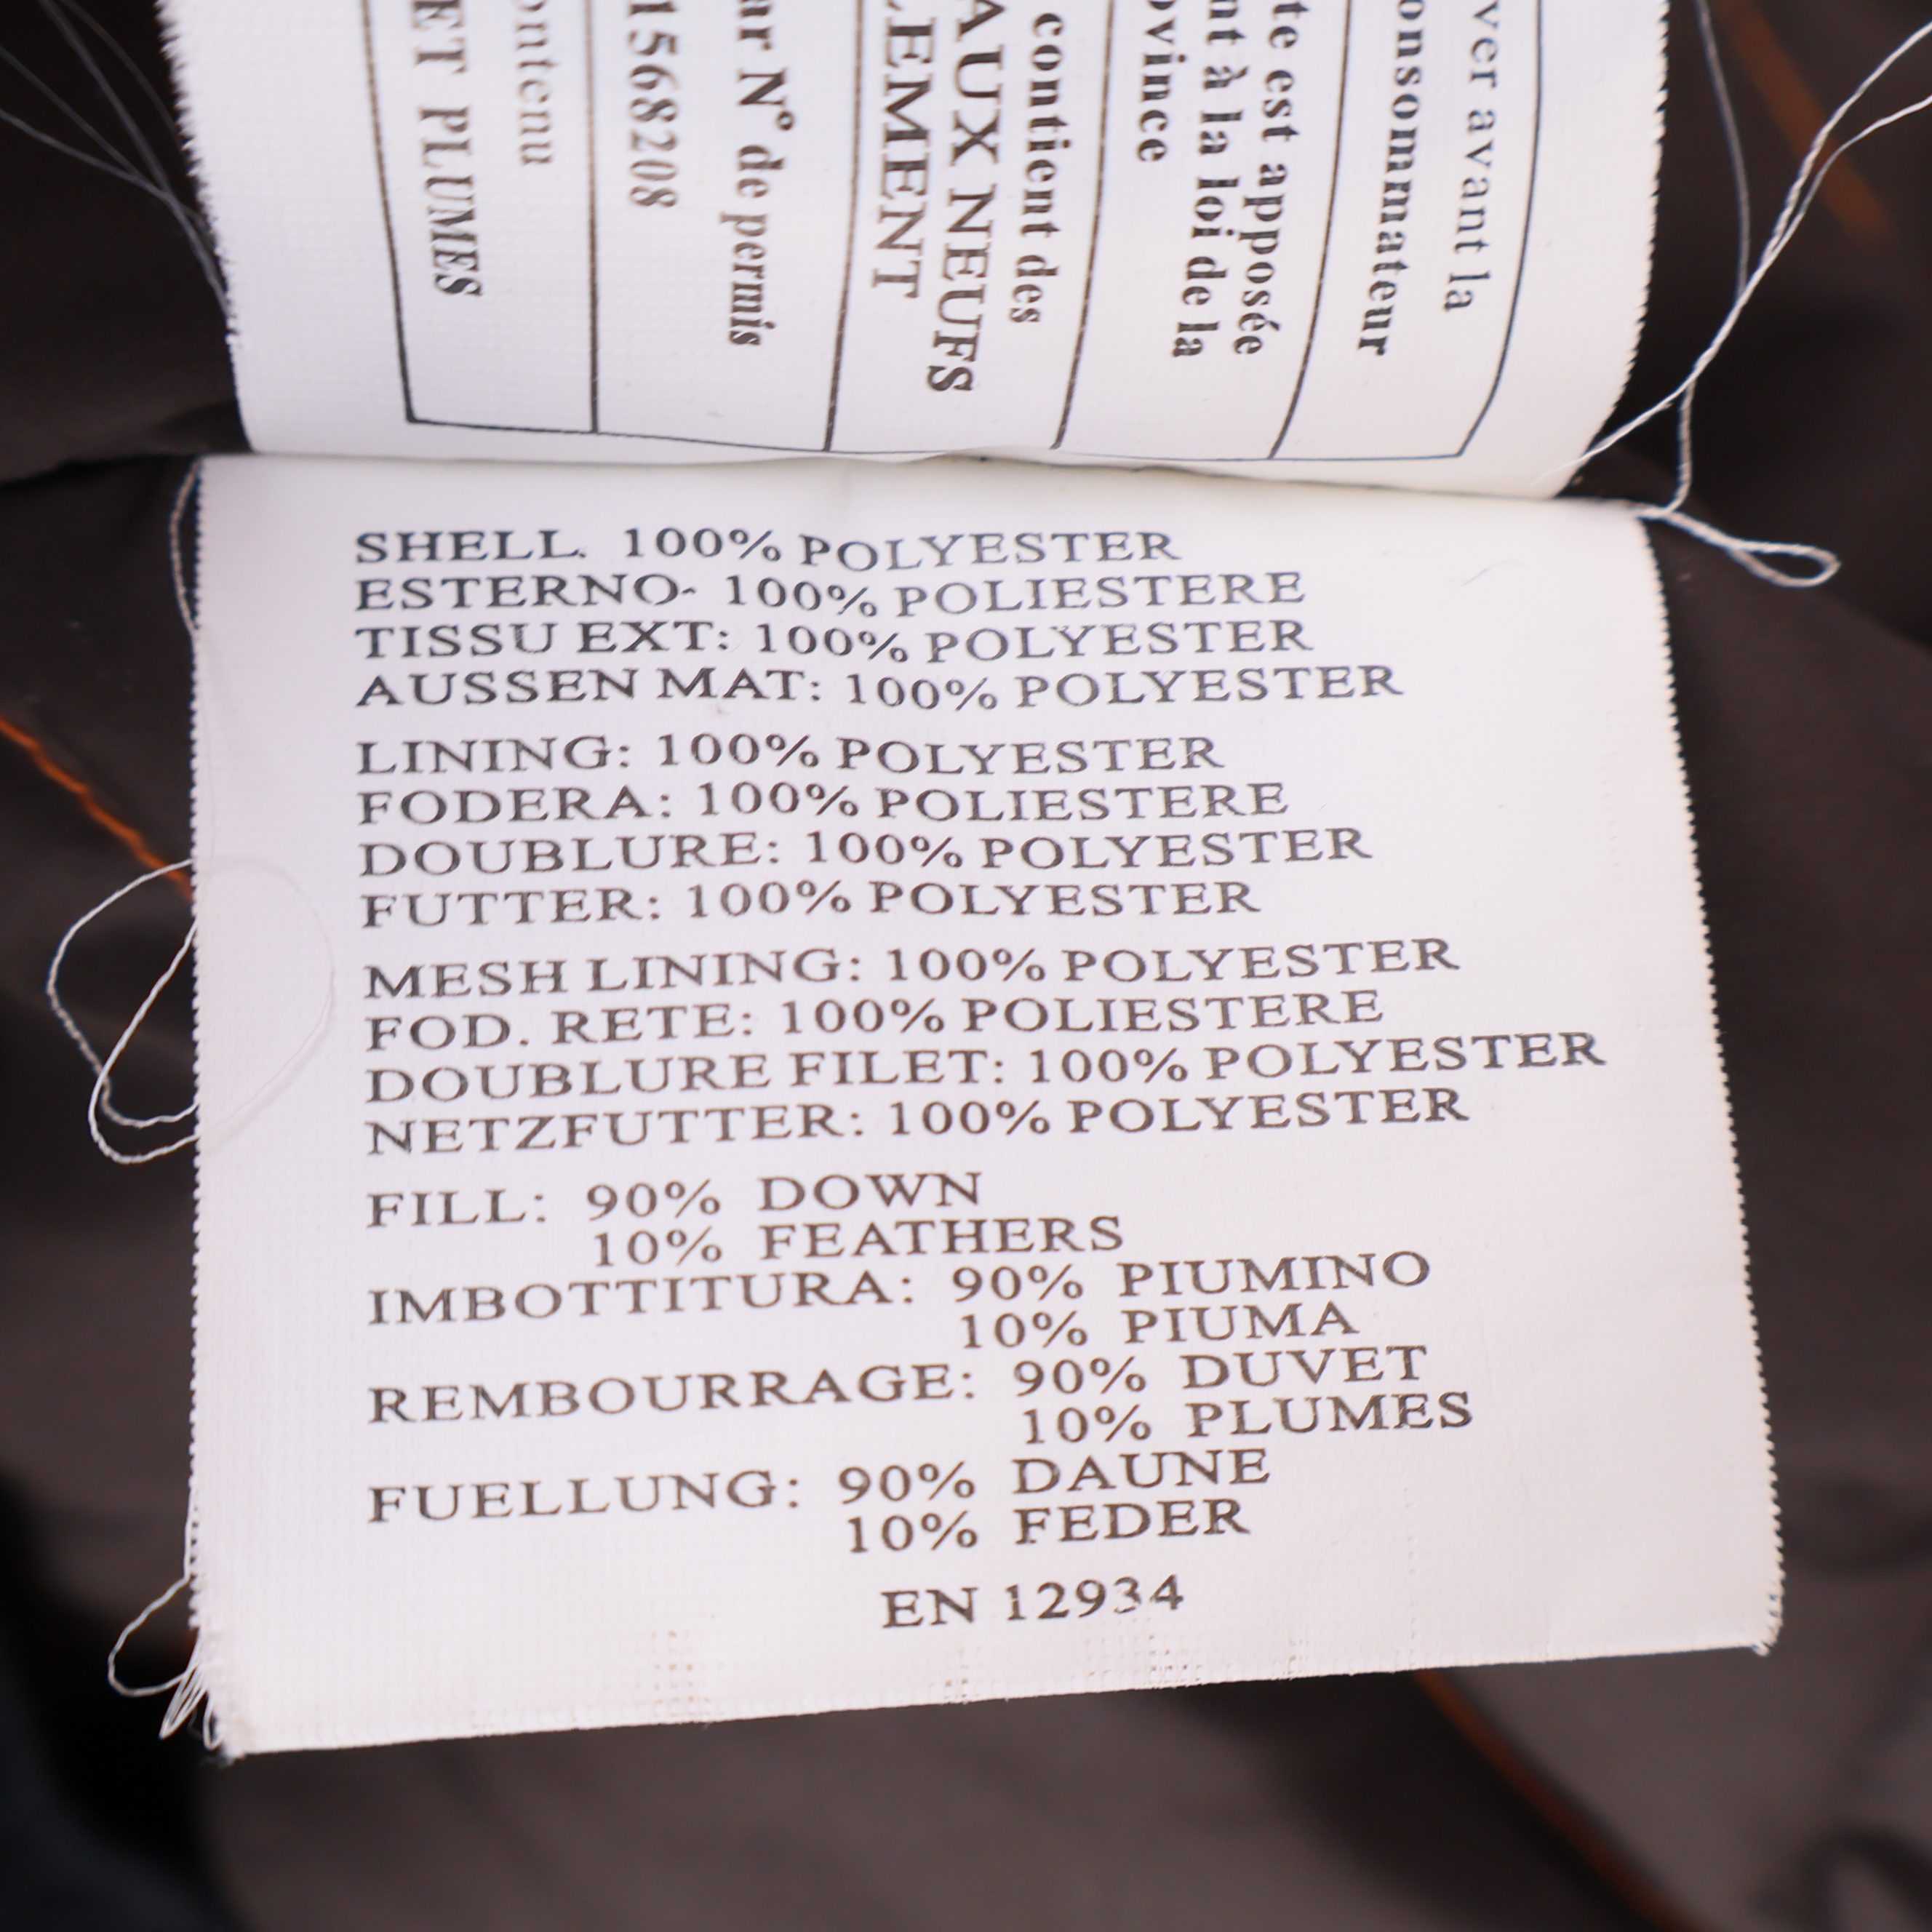 ver avant la
onsommateur
te est apposée
nt à la loi de la
ovince
contient des
AUX NEUFS
LEMENT
ar N° de permis
1568208
ontenu
ET PLUMES
SHELL. 100% POLYESTER
ESTERNO- 100% POLIESTERE
TISSU EXT: 100% POLYESTER
AUSSEN MAT: 100% POLYESTER
LINING: 100% POLYESTER
FODERA: 100% POLIESTERE
DOUBLURE: 100% POLYESTER
FUTTER: 100% POLYESTER
MESH LINING: 100% POLYESTER
FOD. RETE: 100% POLIESTERE
DOUBLURE FILET: 100% POLYESTER
NETZFUTTER: 100% POLYESTER
FILL: 90% DOWN
10% FEATHERS
IMBOTTITURA: 90% PIUMINO
10% PIUMA
REMBOURRAGE: 90% DUVET
10% PLUMES
FUELLUNG: 90% DAUNE
10% FEDER
EN 12934